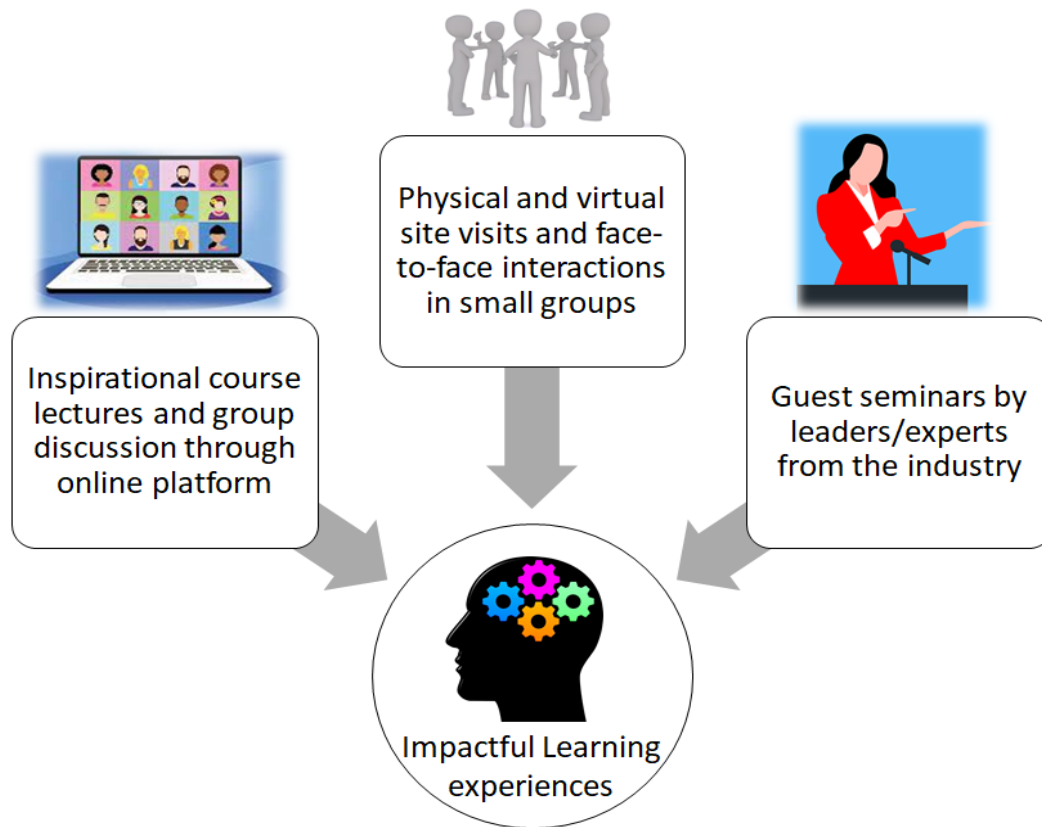 Physical and virtual
site visits and face-
to-face interactions
in small groups
Inspirational course
lectures and group
discussion through
online platform
Guest seminars by
leaders/experts
from the industry
Impactful Learning
experiences